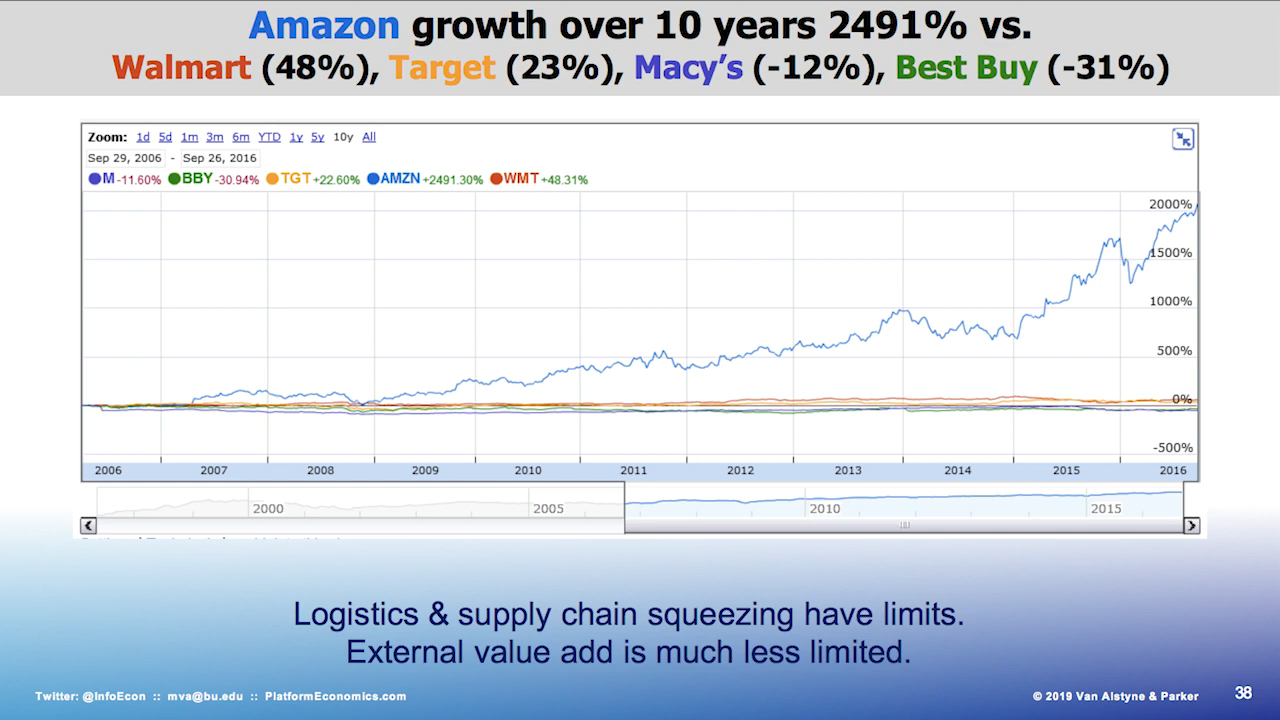 Amazon growth over 10 years 2491% vs.
Walmart (48%), Target (23%), Macy's (-12%), Best Buy (-31%)
Zoom: 1d 5d 1m 3m 6m YTD 1y 5y 10y All
Sep 29, 2006 - Sep 26, 2016
M -11.60% BBY -30.94% TGT +22.60% AMZN +2491.30% WMT +48.31%
2000%
1500%
1000%
500%
0%
-500%
2006 2007 2008 2009 2010 2011 2012 2013 2014 2015 2016
2000 2005 2010 2015
Logistics & supply chain squeezing have limits.
External value add is much less limited.
Twitter: @InfoEcon :: mva@bu.edu :: PlatformEconomics.com
© 2019 Van Alstyne & Parker 38